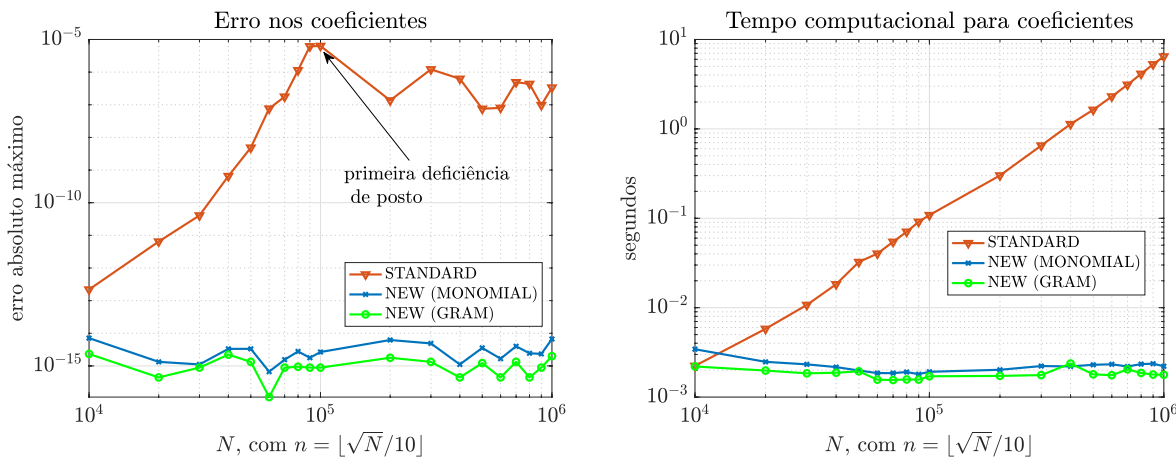 Erro nos coeficientes
10^-5
10^-10
10^-15
erro absoluto máximo
primeira deficiência
de posto
STANDARD
NEW (MONOMIAL)
NEW (GRAM)
10^4
10^5
10^6
N, com n = ⌊√N/10⌋
Tempo computacional para coeficientes
10^1
10^0
10^-1
10^-2
10^-3
segundos
STANDARD
NEW (MONOMIAL)
NEW (GRAM)
10^4
10^5
10^6
N, com n = ⌊√N/10⌋